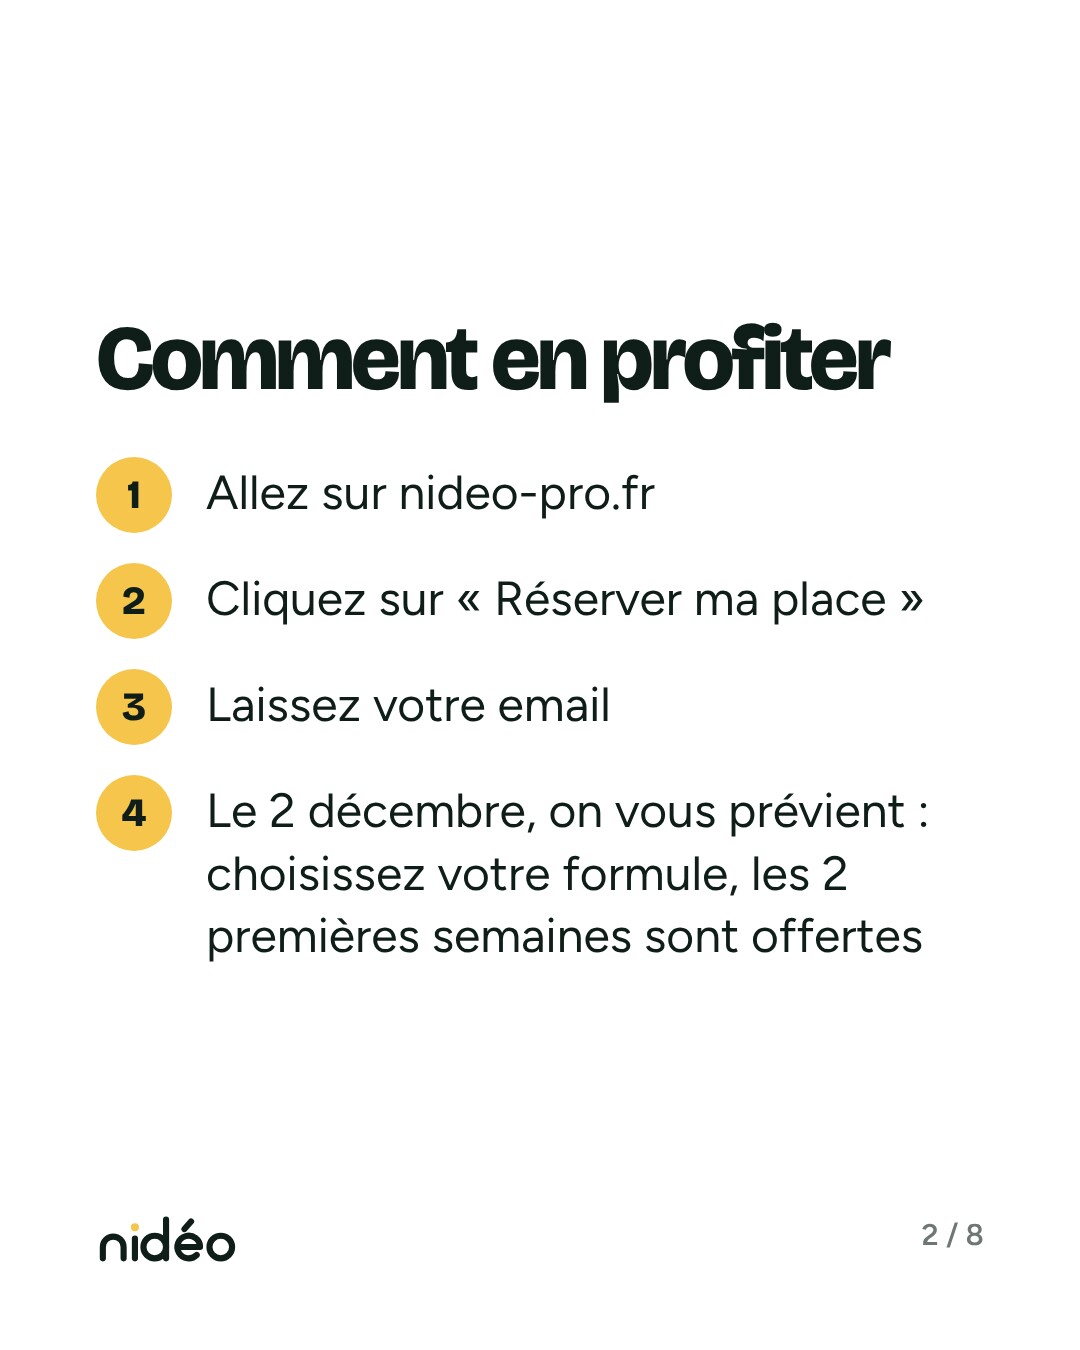 Comment en profiter
1 Allez sur nideo-pro.fr
2 Cliquez sur « Réserver ma place »
3 Laissez votre email
4 Le 2 décembre, on vous prévient :
choisissez votre formule, les 2
premières semaines sont offertes
nidéo
2 / 8